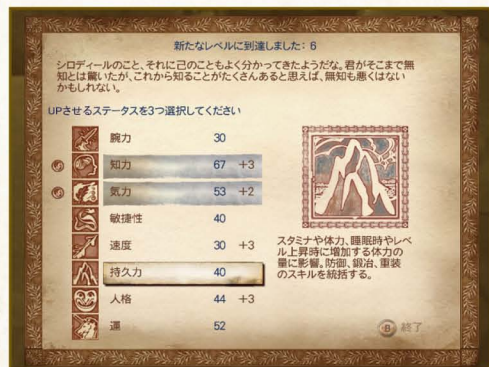 新たなレベルに到達しました: 6
シロディールのこと、それに己のこともよく分かってきたようだな。君がそこまで無
知とは驚いたが、これから知ることがたくさんあると思えば、無知も悪くはない
かもしれない。
UPさせるステータスを3つ選択してください
腕力 30
知力 67 +3
気力 53 +2
敏捷性 40
速度 30 +3
持久力 40
人格 44 +3
運 52
スタミナや体力、睡眠時やレベ
ル上昇時に増加する体力の
量に影響。防御、鍛冶、重装
のスキルを統括する。
B 終了